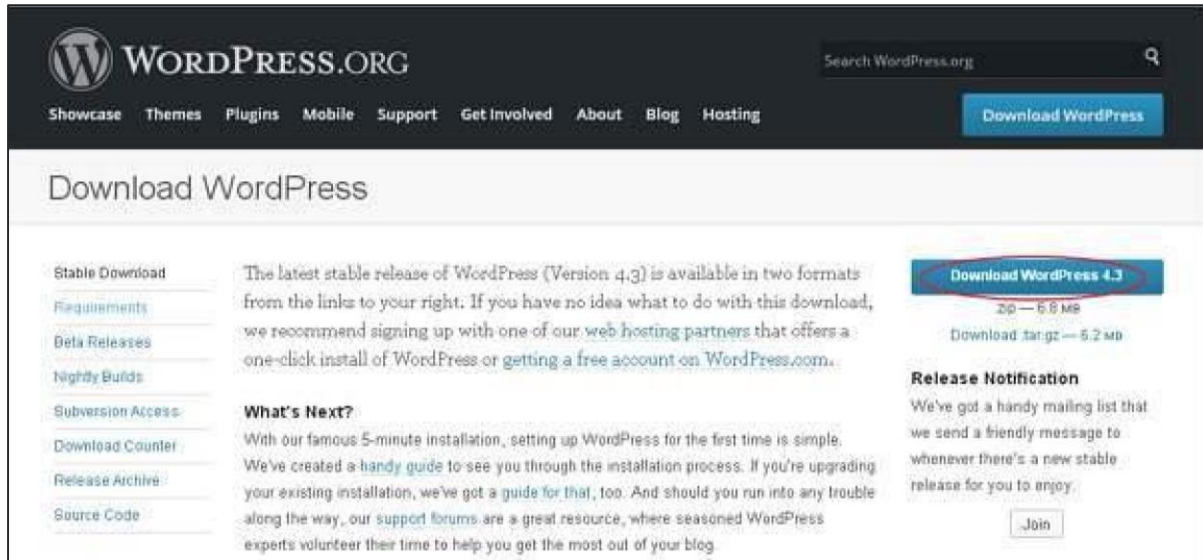 WORDPRESS.ORG
Search WordPress.org
Showcase Themes Plugins Mobile Support Get Involved About Blog Hosting
Download WordPress
Download WordPress
Stable Download
Requirements
Beta Releases
Nightly Builds
Subversion Access
Download Counter
Release Archive
Source Code
The latest stable release of WordPress (Version 4.3) is available in two formats
from the links to your right. If you have no idea what to do with this download,
we recommend signing up with one of our web hosting partners that offers a
one-click install of WordPress or getting a free account on WordPress.com.
What's Next?
With our famous 5-minute installation, setting up WordPress for the first time is simple.
We've created a handy guide to see you through the installation process. If you're upgrading
your existing installation, we've got a guide for that, too. And should you run into any trouble
along the way, our support forums are a great resource, where seasoned WordPress
experts volunteer their time to help you get the most out of your blog.
Download WordPress 4.3
.zip — 6.8 MB
Download .tar.gz — 6.2 MB
Release Notification
We've got a handy mailing list that
we send a friendly message to
whenever there's a new stable
release for you to enjoy.
Join